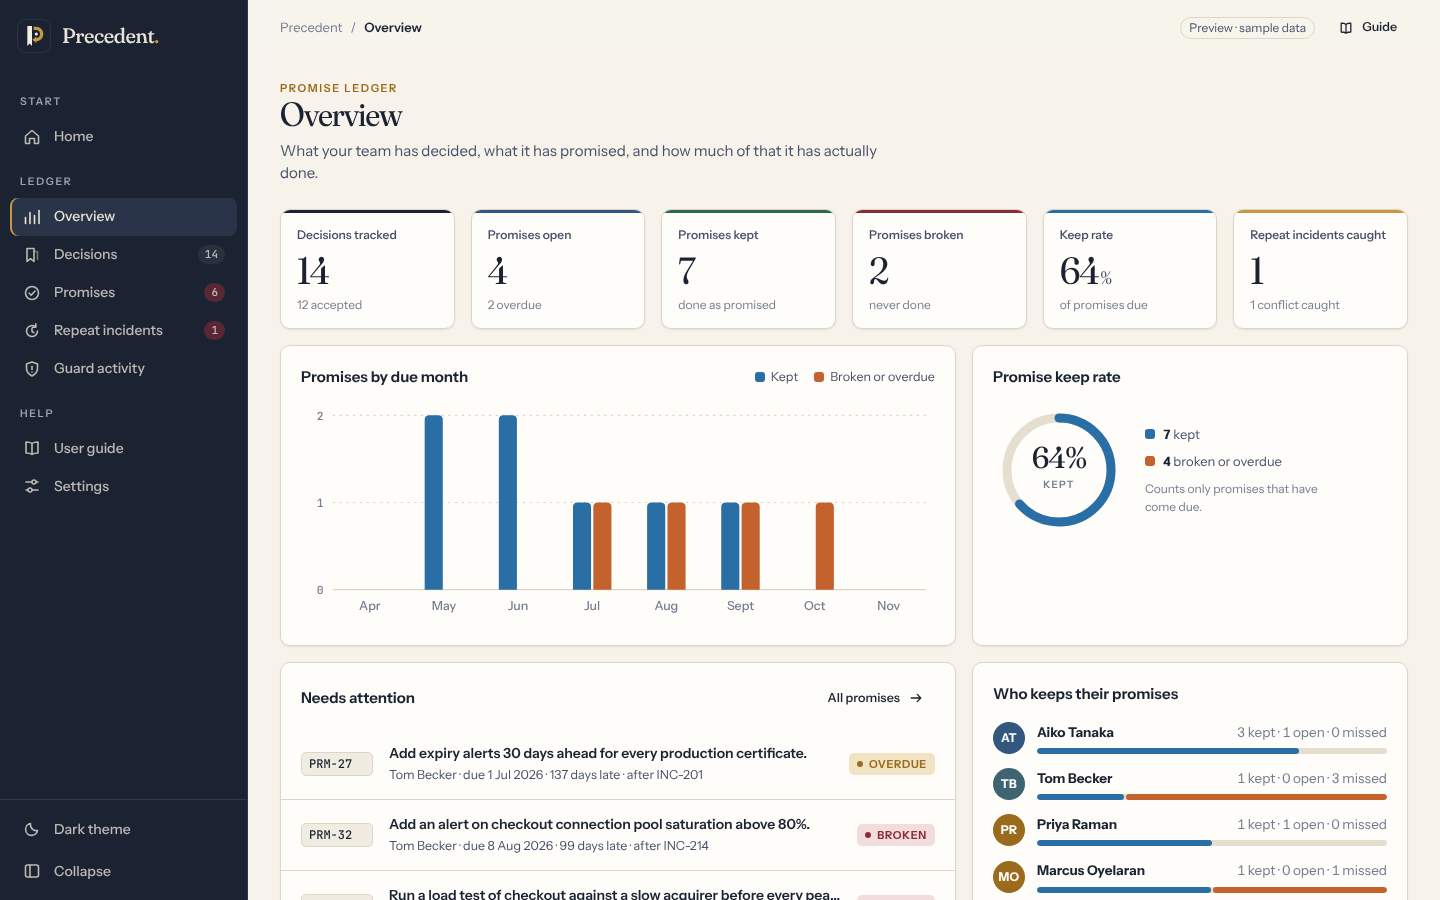 Precedent.
START
Home
LEDGER
Overview
Decisions 14
Promises 6
Repeat incidents 1
Guard activity
HELP
User guide
Settings
Dark theme
Collapse
Precedent / Overview
Preview · sample data
Guide
PROMISE LEDGER
Overview
What your team has decided, what it has promised, and how much of that it has actually
done.
Decisions tracked
14
12 accepted
Promises open
4
2 overdue
Promises kept
7
done as promised
Promises broken
2
never done
Keep rate
64%
of promises due
Repeat incidents caught
1
1 conflict caught
Promises by due month
Kept
Broken or overdue
2
1
0
Apr May Jun Jul Aug Sept Oct Nov
Promise keep rate
64%
KEPT
7 kept
4 broken or overdue
Counts only promises that have
come due.
Needs attention
All promises →
PRM-27
Add expiry alerts 30 days ahead for every production certificate.
Tom Becker · due 1 Jul 2026 · 137 days late · after INC-201
OVERDUE
PRM-32
Add an alert on checkout connection pool saturation above 80%.
Tom Becker · due 8 Aug 2026 · 99 days late · after INC-214
BROKEN
Run a load test of checkout against a slow acquirer before every pea...
Who keeps their promises
AT
Aiko Tanaka
3 kept · 1 open · 0 missed
TB
Tom Becker
1 kept · 0 open · 3 missed
PR
Priya Raman
1 kept · 1 open · 0 missed
MO
Marcus Oyelaran
1 kept · 0 open · 1 missed